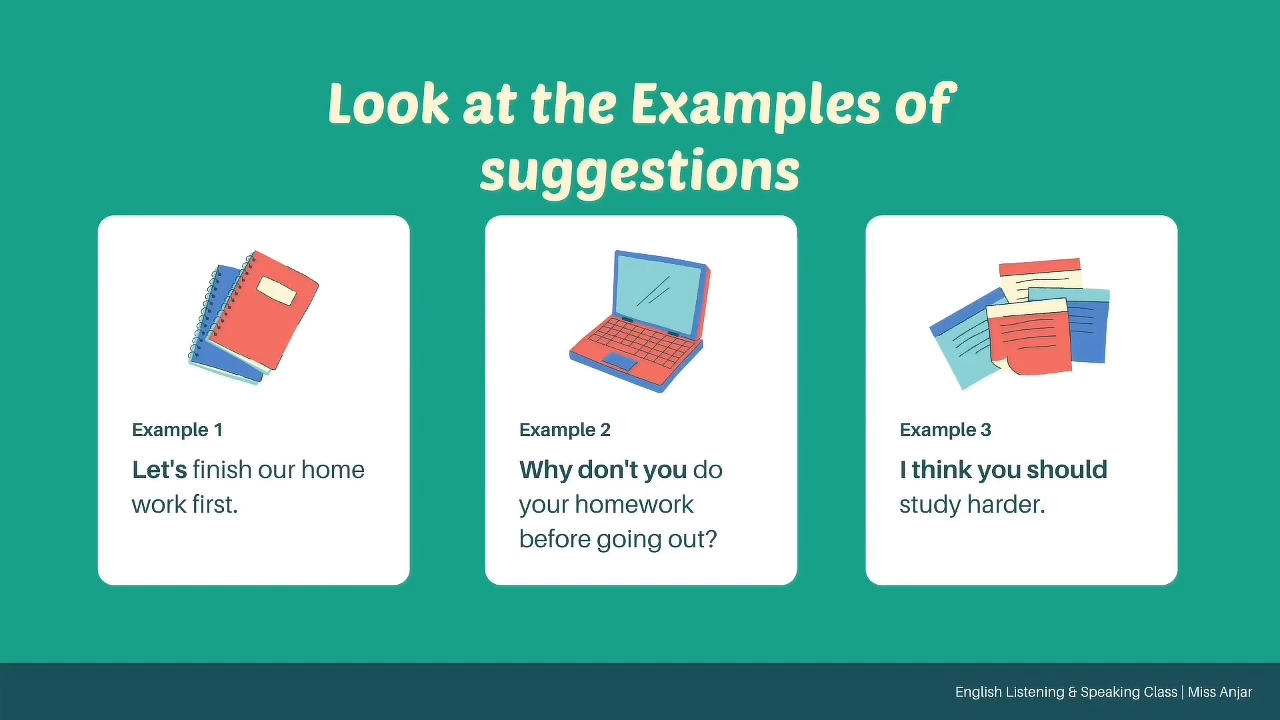 Look at the Examples of
suggestions
Example 1
Let's finish our home
work first.
Example 2
Why don't you do
your homework
before going out?
Example 3
I think you should
study harder.
English Listening & Speaking Class | Miss Anjar